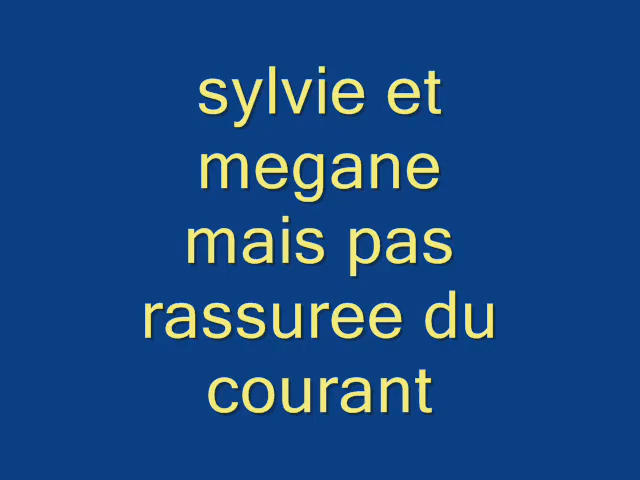 sylvie et
megane
mais pas
rassuree du
courant